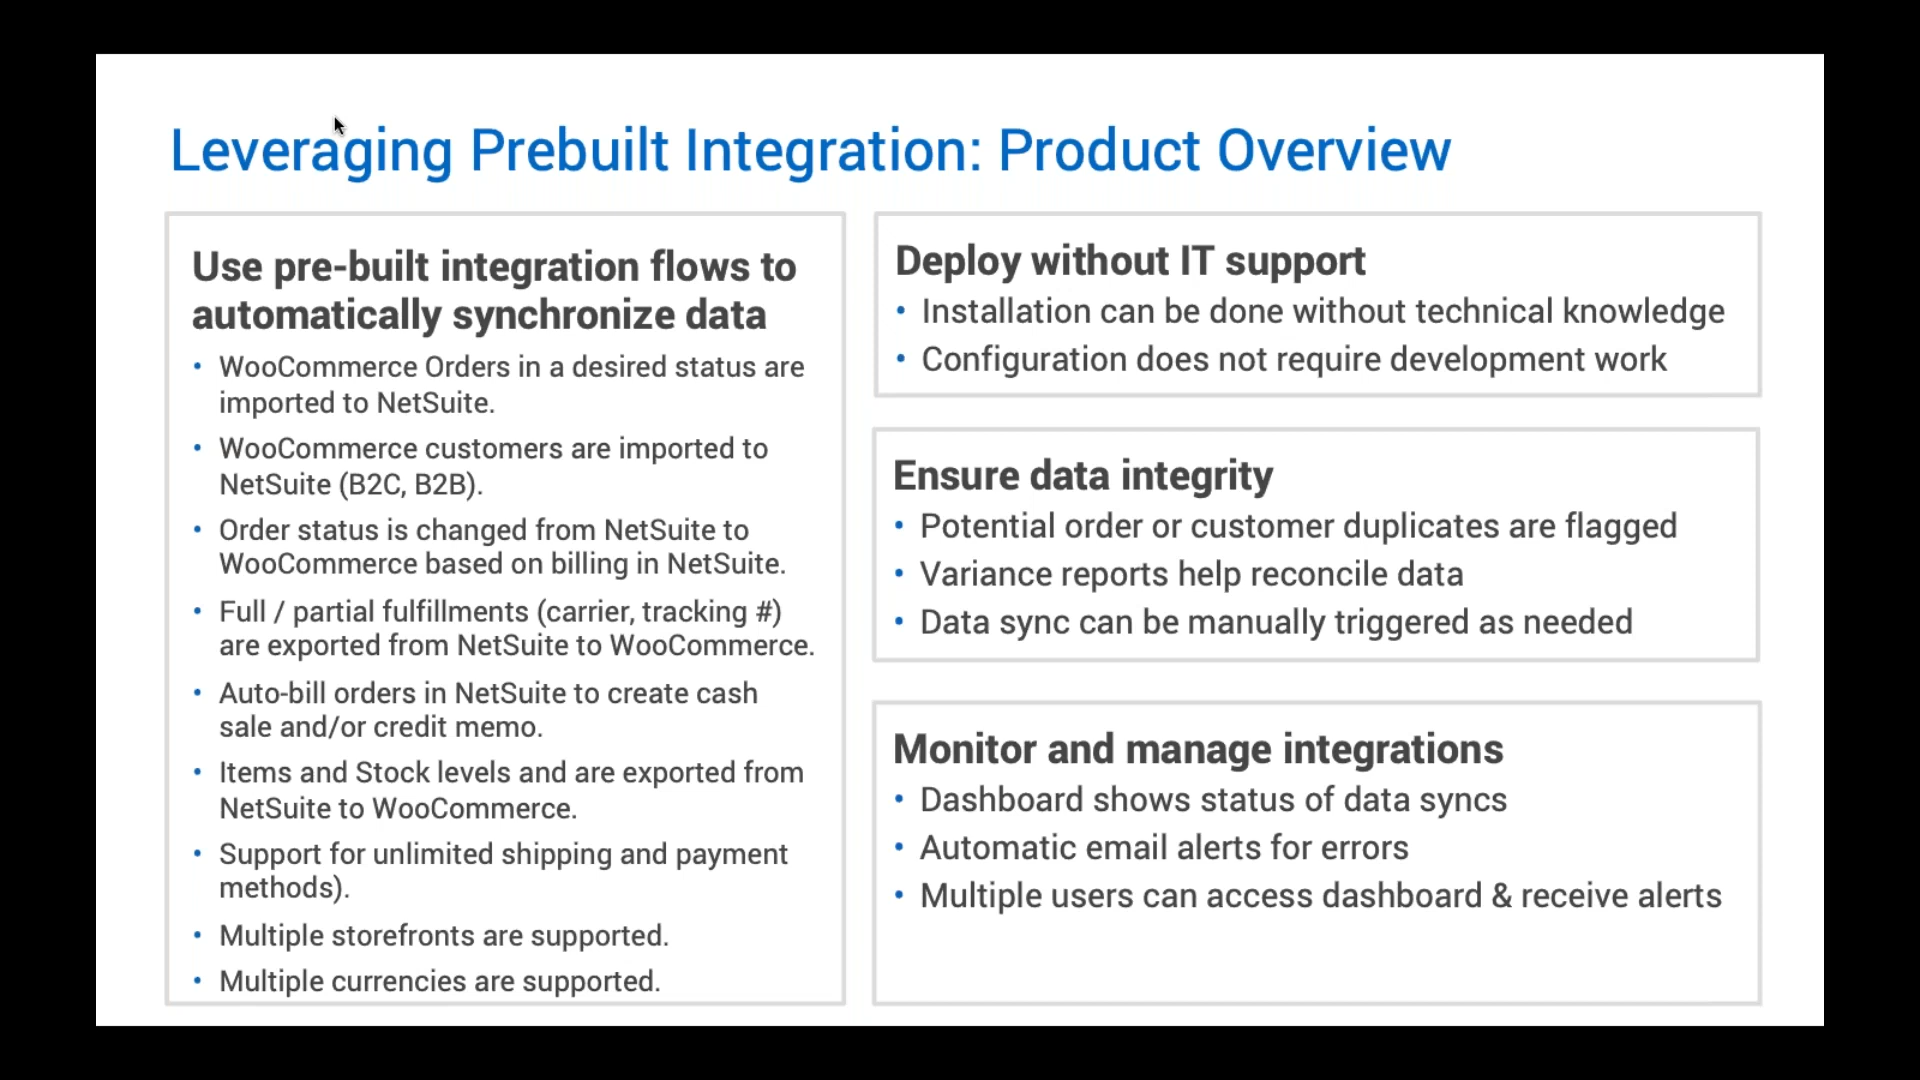 Leveraging Prebuilt Integration: Product Overview
Use pre-built integration flows to
automatically synchronize data
• WooCommerce Orders in a desired status are
imported to NetSuite.
• WooCommerce customers are imported to
NetSuite (B2C, B2B).
• Order status is changed from NetSuite to
WooCommerce based on billing in NetSuite.
• Full / partial fulfillments (carrier, tracking #)
are exported from NetSuite to WooCommerce.
• Auto-bill orders in NetSuite to create cash
sale and/or credit memo.
• Items and Stock levels and are exported from
NetSuite to WooCommerce.
• Support for unlimited shipping and payment
methods).
• Multiple storefronts are supported.
• Multiple currencies are supported.
Deploy without IT support
• Installation can be done without technical knowledge
• Configuration does not require development work
Ensure data integrity
• Potential order or customer duplicates are flagged
• Variance reports help reconcile data
• Data sync can be manually triggered as needed
Monitor and manage integrations
• Dashboard shows status of data syncs
• Automatic email alerts for errors
• Multiple users can access dashboard & receive alerts